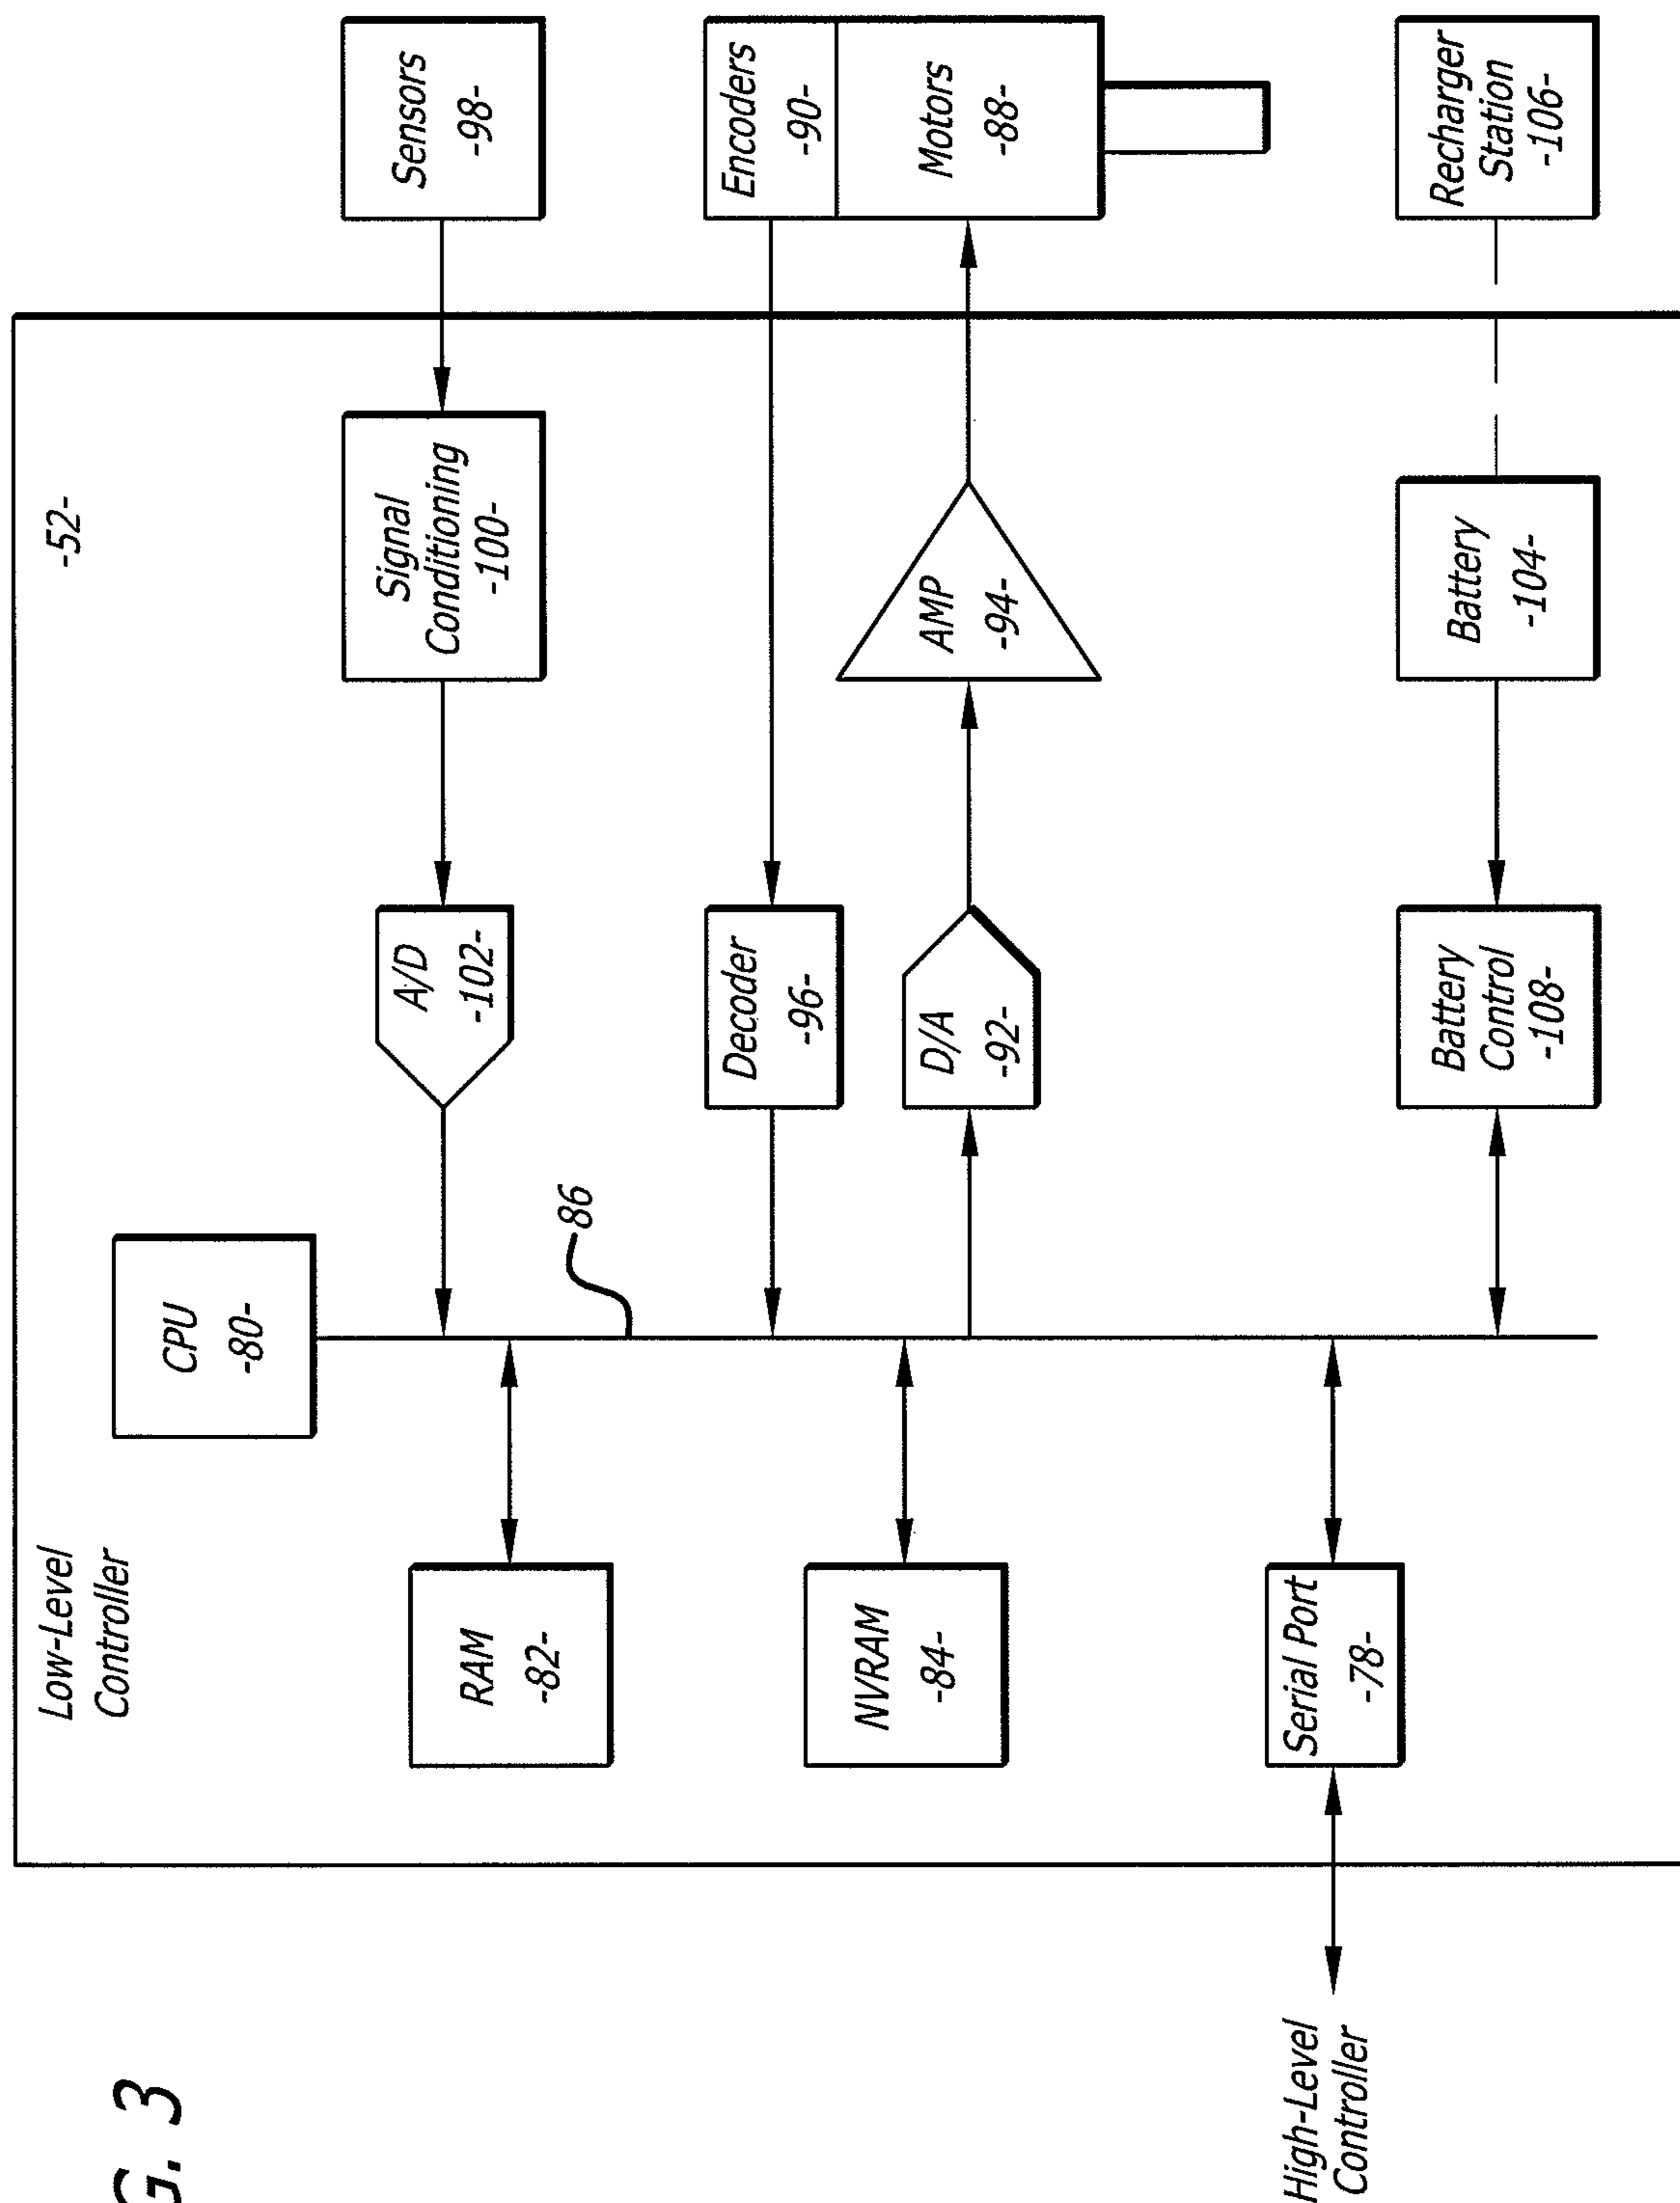 G. 3
Low-Level
Controller
-52-
CPU
-80-
RAM
-82-
NVRAM
-84-
Serial Port
-78-
High-Level
Controller
86
A/D
-102-
Signal
Conditioning
-100-
Sensors
-98-
Decoder
-96-
Encoders
-90-
D/A
-92-
AMP
-94-
Motors
-88-
Battery
Control
-108-
Battery
-104-
Recharger
Station
-106-